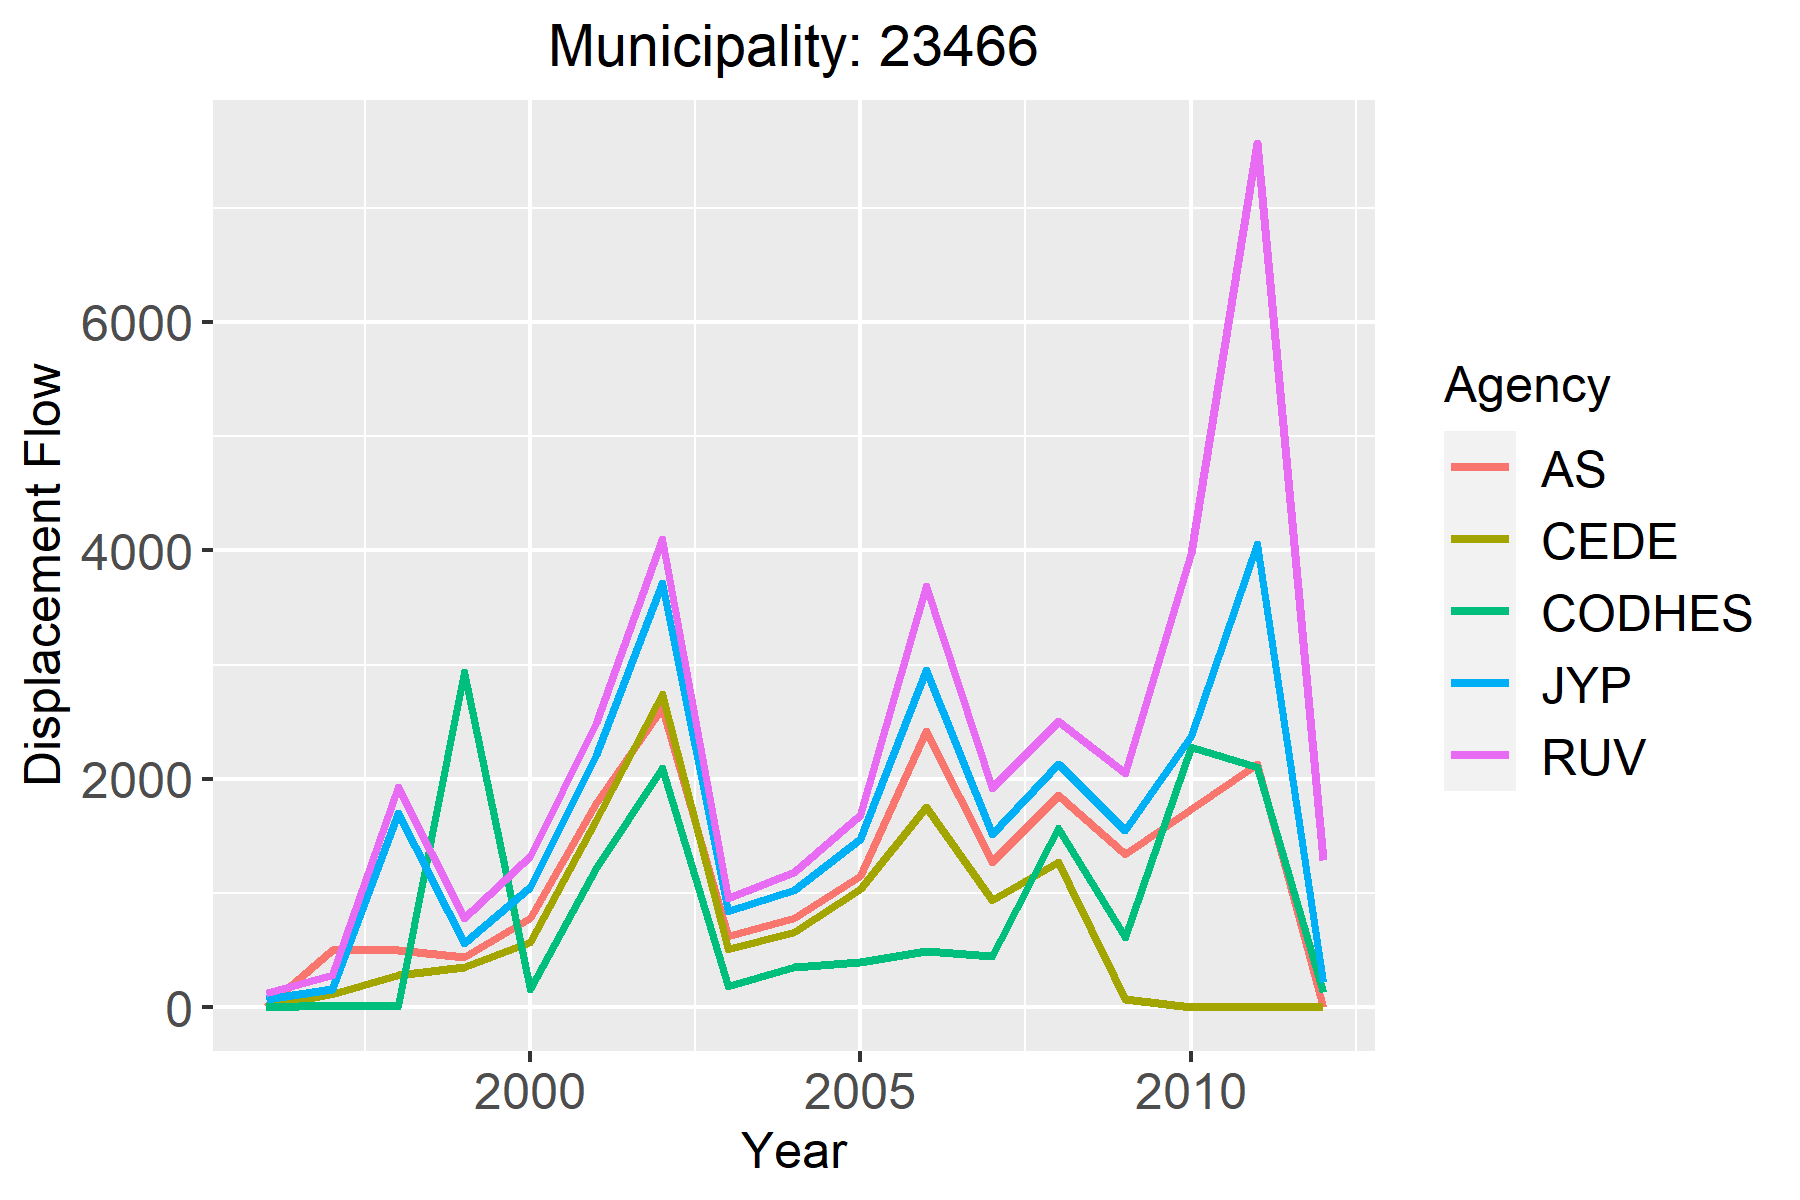 Municipality: 23466
Displacement Flow
6000
4000
2000
0
2000 2005 2010
Year
Agency
AS
CEDE
CODHES
JYP
RUV